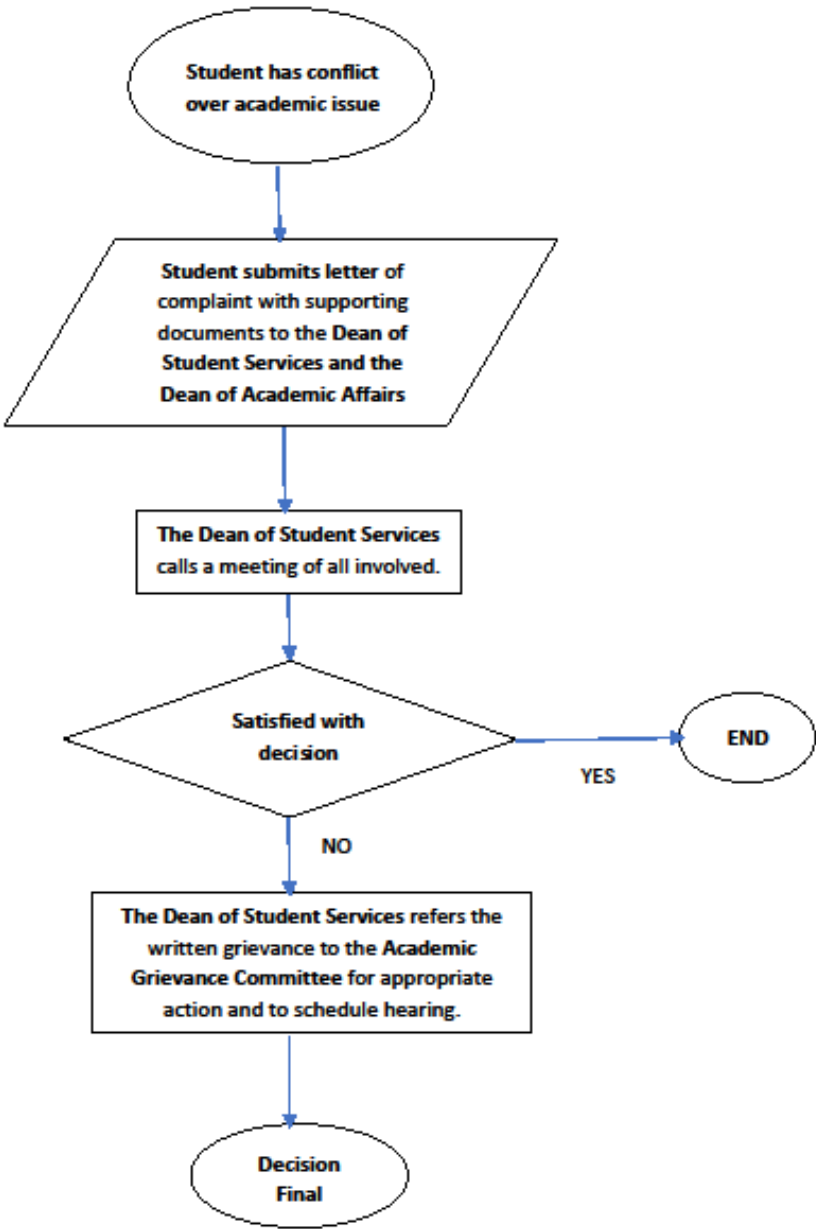 Student has conflict
over academic issue
Student submits letter of
complaint with supporting
documents to the Dean of
Student Services and the
Dean of Academic Affairs
The Dean of Student Services
calls a meeting of all involved.
Satisfied with
decision
END
YES
NO
The Dean of Student Services refers the
written grievance to the Academic
Grievance Committee for appropriate
action and to schedule hearing.
Decision
Final